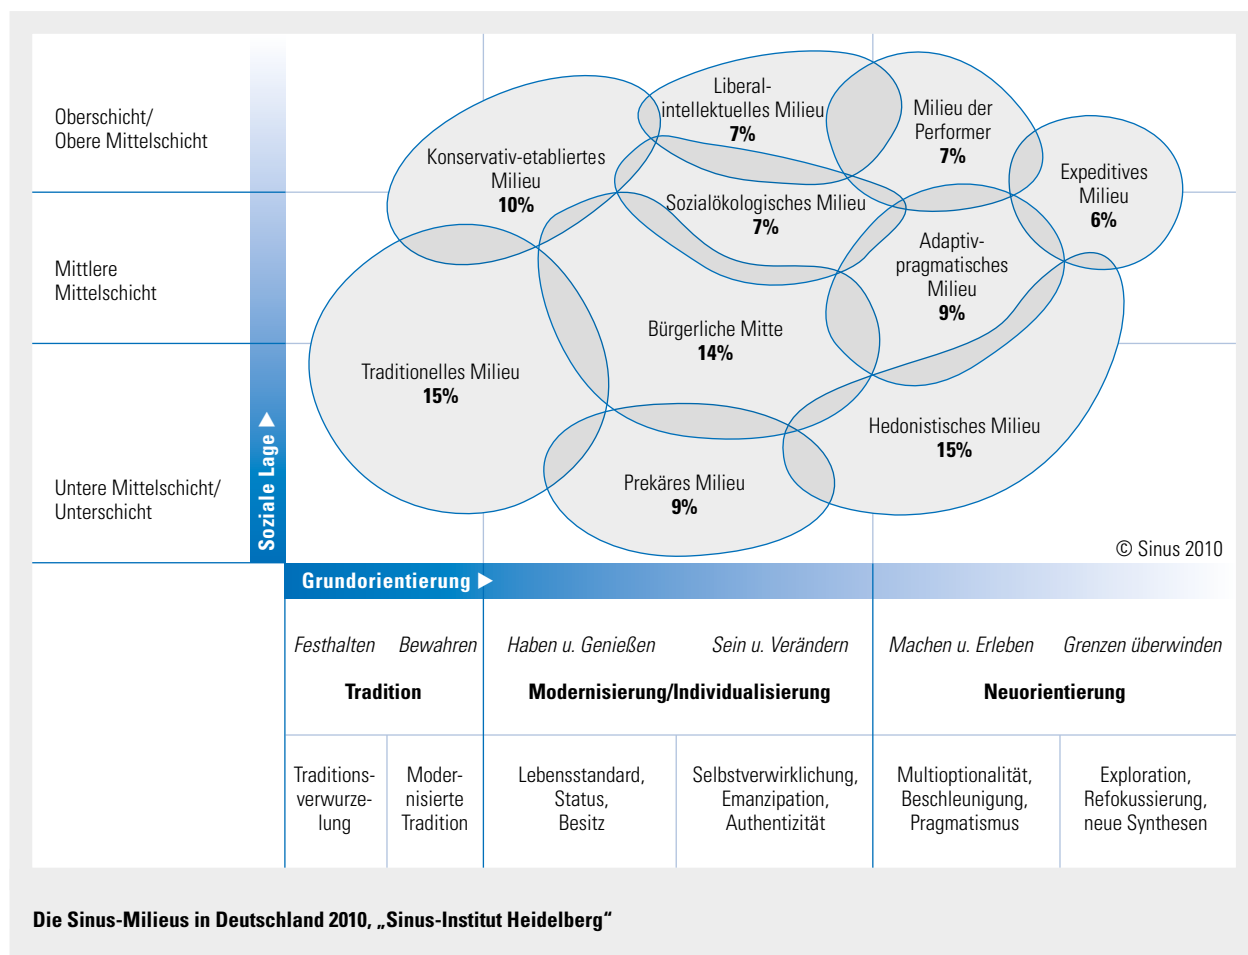 Oberschicht/
Obere Mittelschicht
Mittlere
Mittelschicht
Untere Mittelschicht/
Unterschicht
Soziale Lage ▶
Konservativ-etabliertes
Milieu
10%
Liberal-
intellektuelles Milieu
7%
Milieu der
Performer
7%
Expeditives
Milieu
6%
Sozialökologisches Milieu
7%
Adaptiv-
pragmatisches
Milieu
9%
Bürgerliche Mitte
14%
Traditionelles Milieu
15%
Hedonistisches Milieu
15%
Prekäres Milieu
9%
© Sinus 2010
Grundorientierung ▶
Festhalten
Bewahren
Haben u. Genießen
Sein u. Verändern
Machen u. Erleben
Grenzen überwinden
Tradition
Modernisierung/Individualisierung
Neuorientierung
Traditions-
verwurze-
lung
Moder-
nisierte
Tradition
Lebensstandard,
Status,
Besitz
Selbstverwirklichung,
Emanzipation,
Authentizität
Multioptionalität,
Beschleunigung,
Pragmatismus
Exploration,
Refokussierung,
neue Synthesen
Die Sinus-Milieus in Deutschland 2010, „Sinus-Institut Heidelberg“